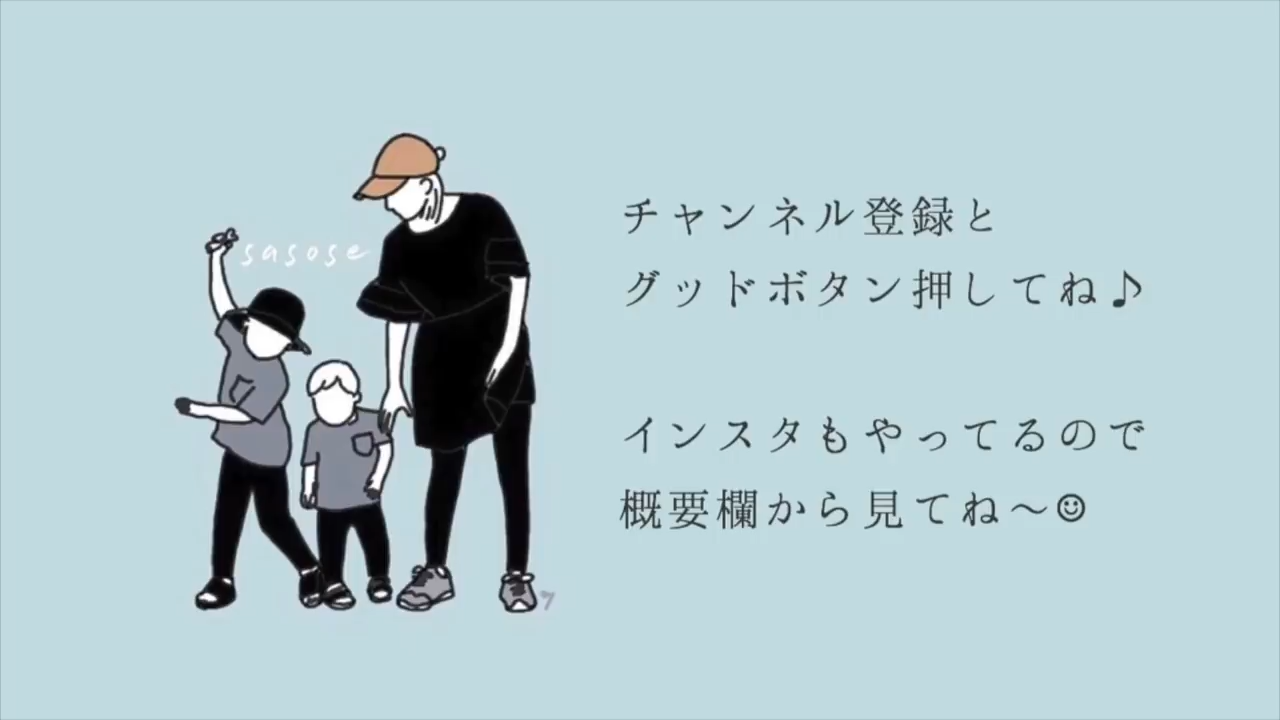 sasose
チャンネル登録と
グッドボタン押してね♪
インスタもやってるので
概要欄から見てね〜☺